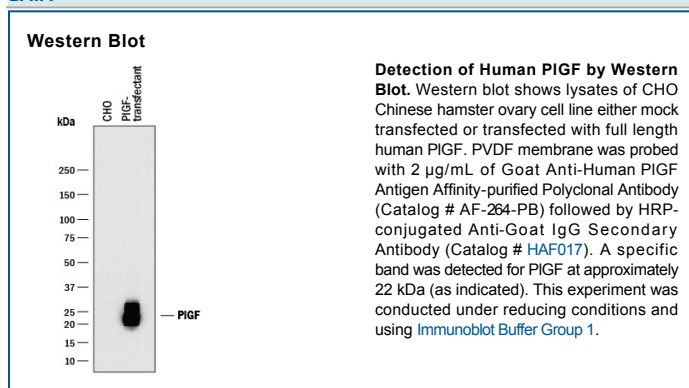 Western Blot
CHO
PlGF-
transfectant
kDa
250
150
100
75
50
37
25
20
15
10
PlGF
Detection of Human PlGF by Western
Blot. Western blot shows lysates of CHO
Chinese hamster ovary cell line either mock
transfected or transfected with full length
human PlGF. PVDF membrane was probed
with 2 µg/mL of Goat Anti-Human PlGF
Antigen Affinity-purified Polyclonal Antibody
(Catalog # AF-264-PB) followed by HRP-
conjugated Anti-Goat IgG Secondary
Antibody (Catalog # HAF017). A specific
band was detected for PlGF at approximately
22 kDa (as indicated). This experiment was
conducted under reducing conditions and
using Immunoblot Buffer Group 1.